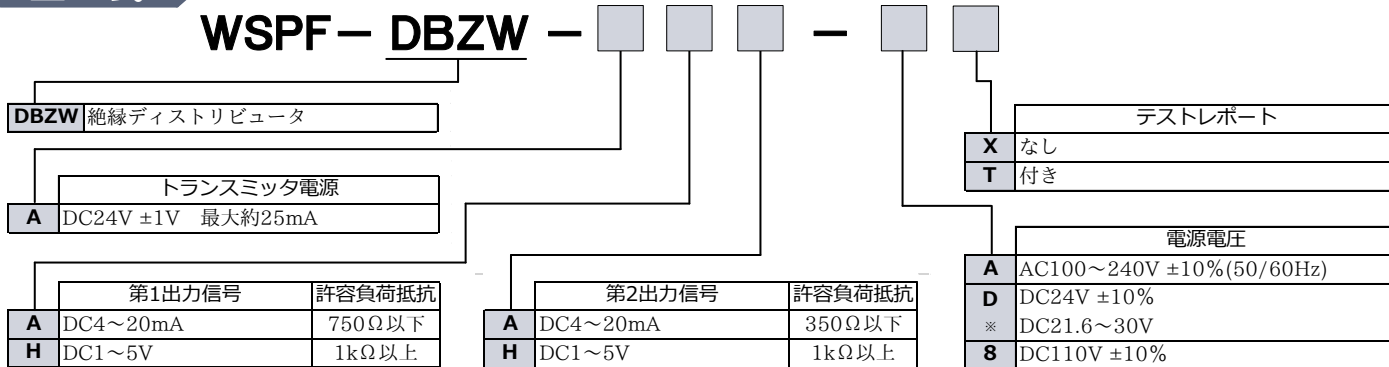 WSPF－ DBZW －□□□－□□
DBZW 絶縁ディストリビュータ
トランスミッタ電源
A DC24V ±1V 最大約25mA
第1出力信号 許容負荷抵抗
A DC4～20mA 750Ω以下
H DC1～5V 1kΩ以上
第2出力信号 許容負荷抵抗
A DC4～20mA 350Ω以下
H DC1～5V 1kΩ以上
テストレポート
X なし
T 付き
電源電圧
A AC100～240V ±10%(50/60Hz)
D DC24V ±10%
※ DC21.6～30V
8 DC110V ±10%